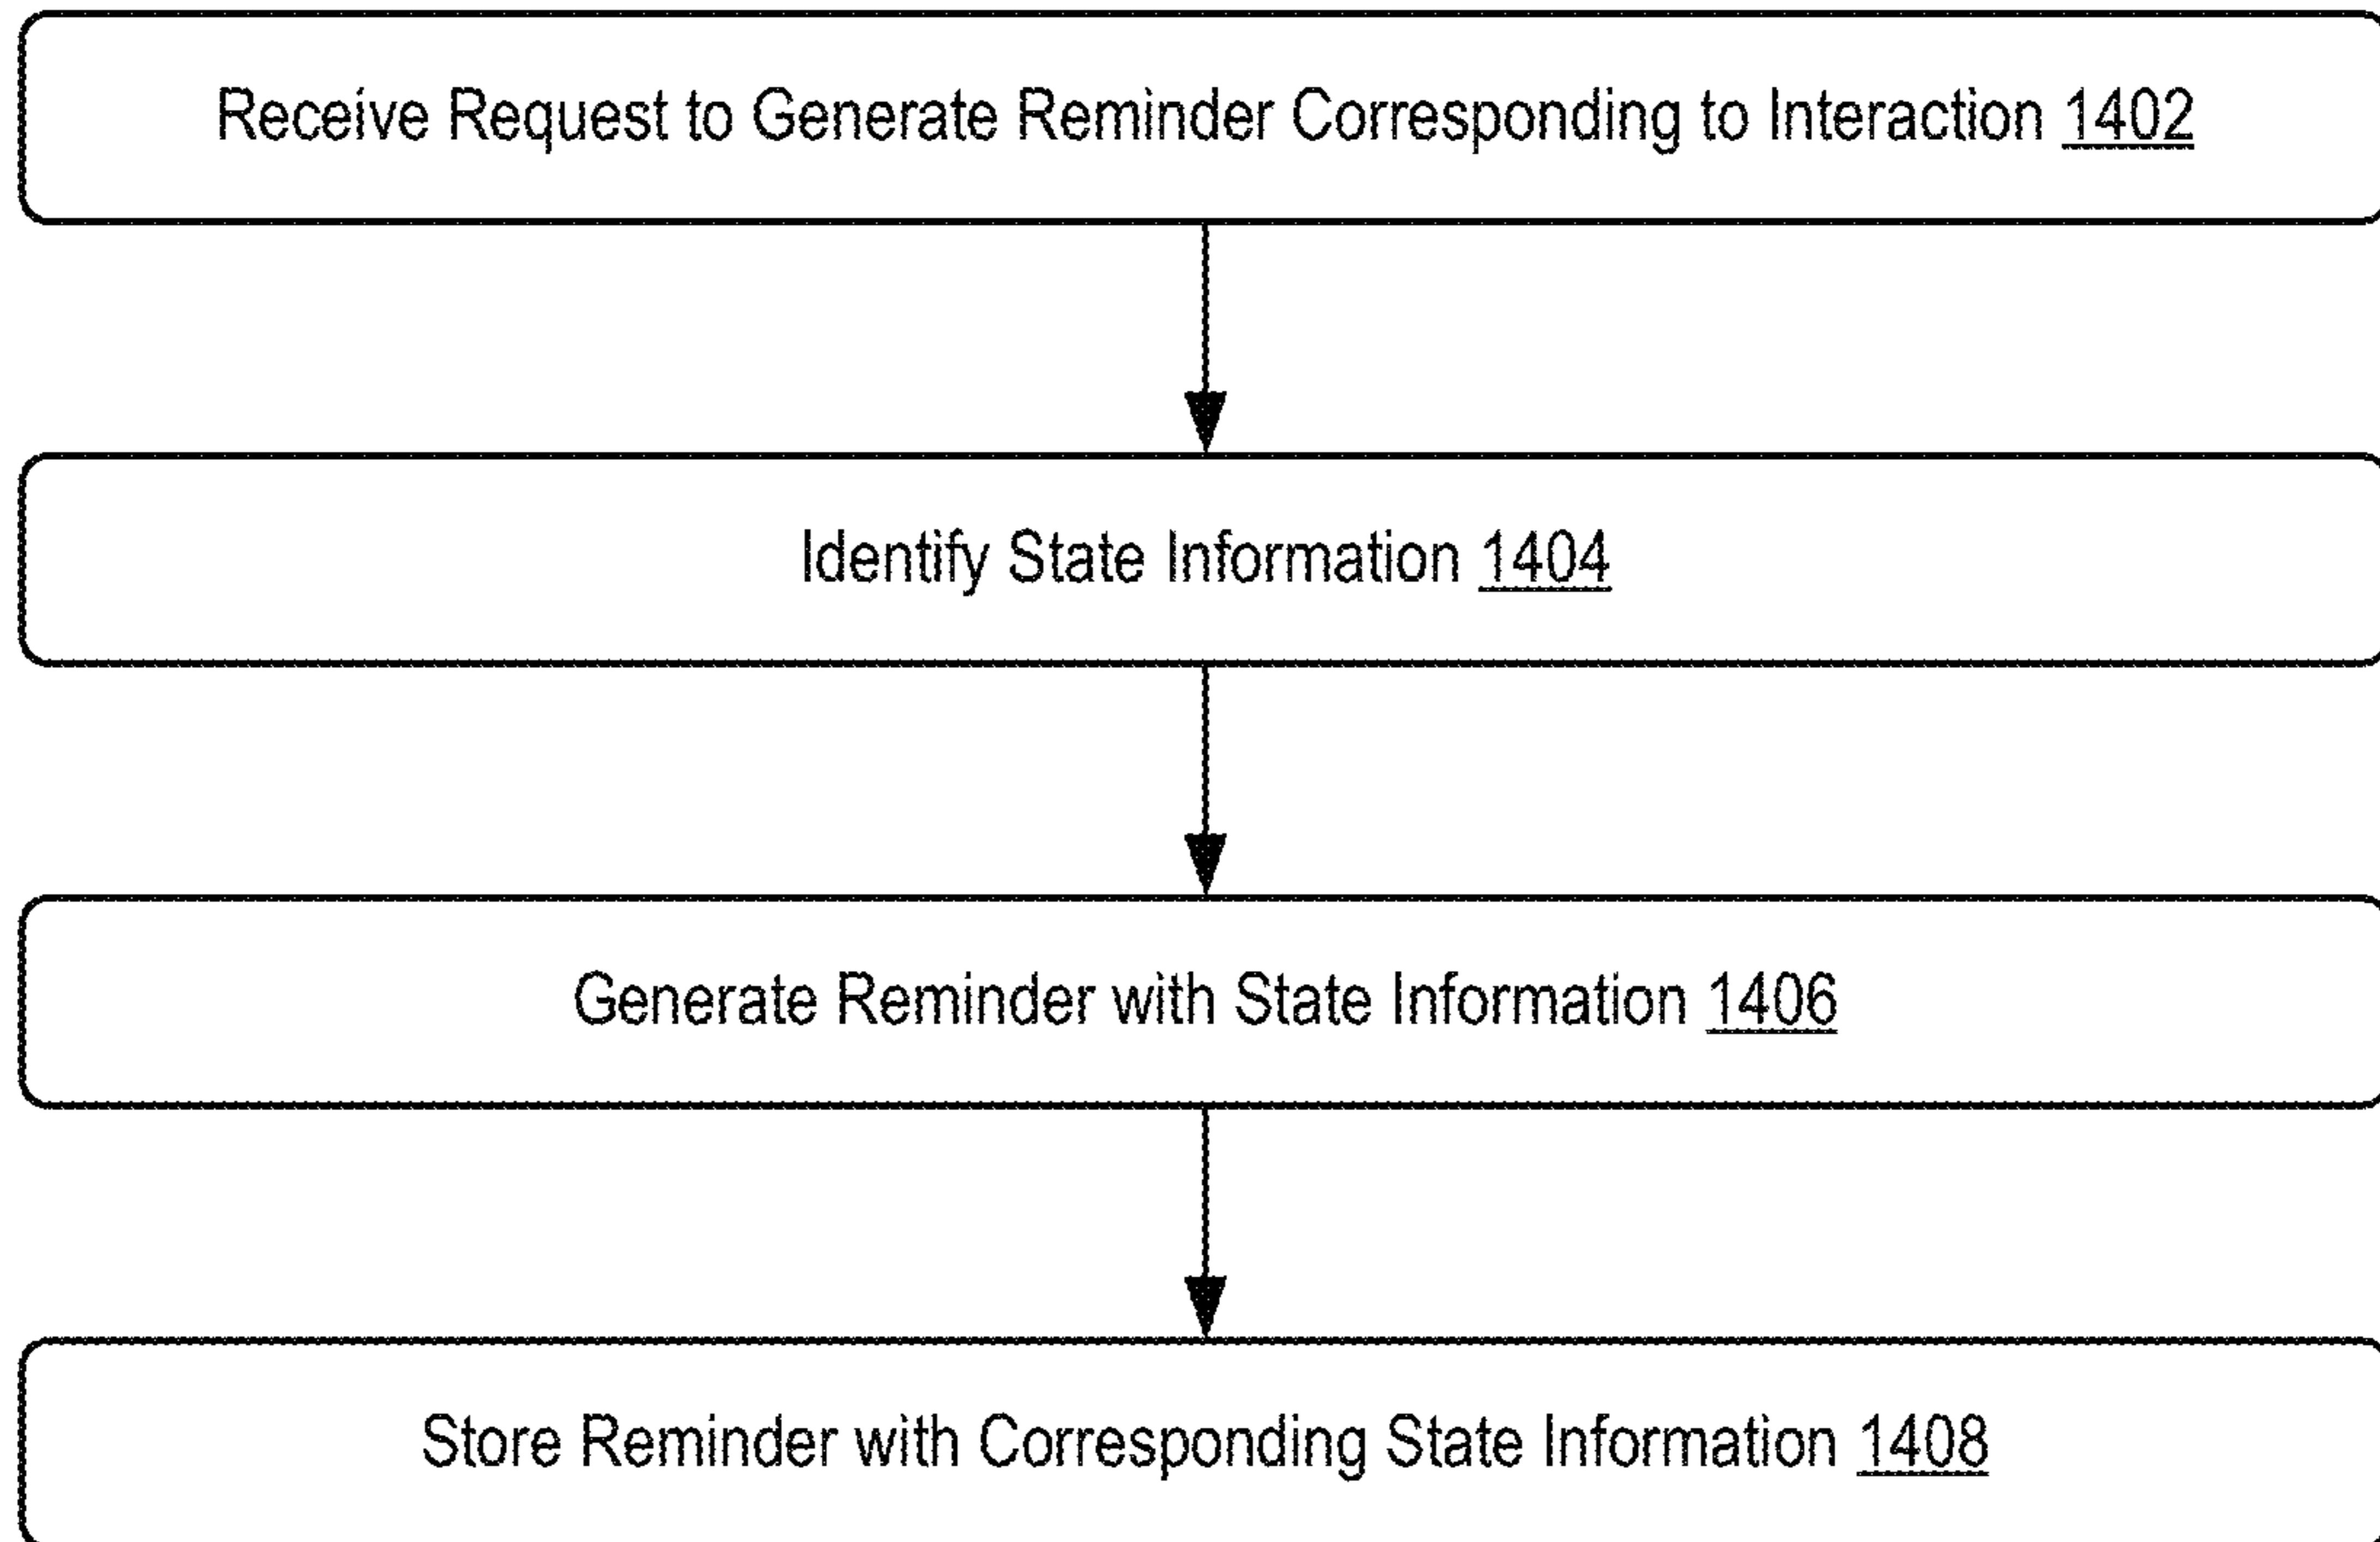 Receive Request to Generate Reminder Corresponding to Interaction 1402
Identify State Information 1404
Generate Reminder with State Information 1406
Store Reminder with Corresponding State Information 1408